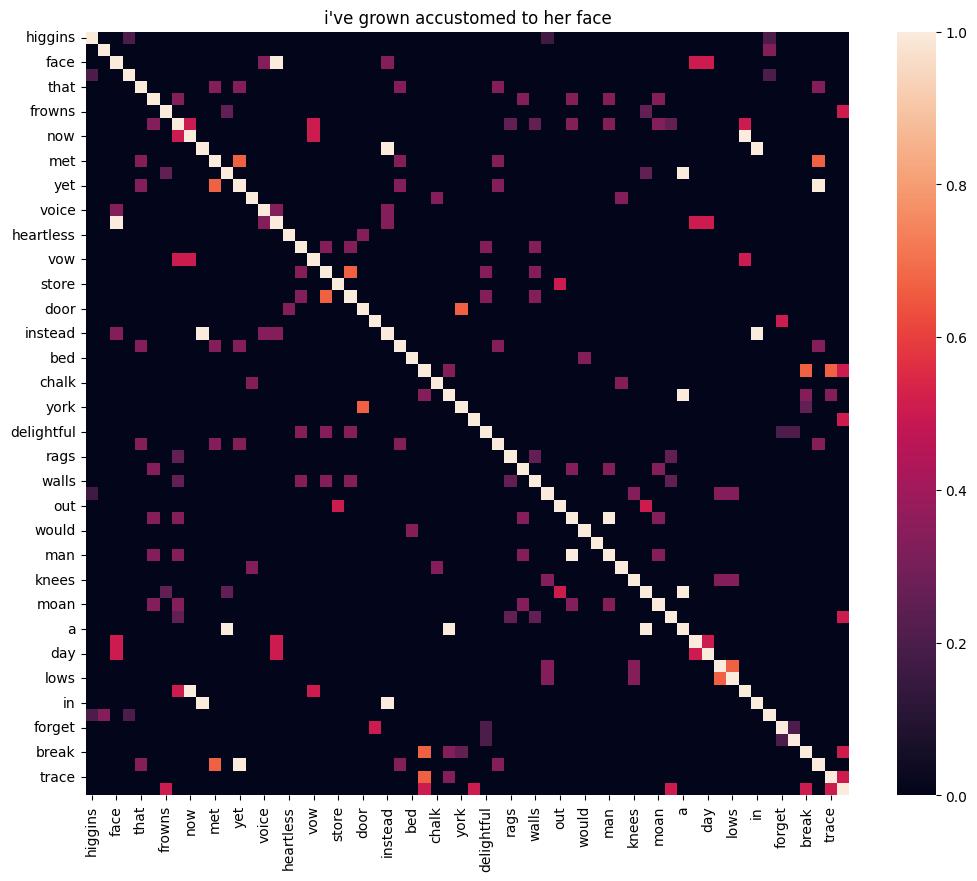 i've grown accustomed to her face
higgins
face
that
frowns
now
met
yet
voice
heartless
vow
store
door
instead
bed
chalk
york
delightful
rags
walls
out
would
man
knees
moan
a
day
lows
in
forget
break
trace
1.0
0.8
0.6
0.4
0.2
0.0
higgins
face
that
frowns
now
met
yet
voice
heartless
vow
store
door
instead
bed
chalk
york
delightful
rags
walls
out
would
man
knees
moan
a
day
lows
in
forget
break
trace